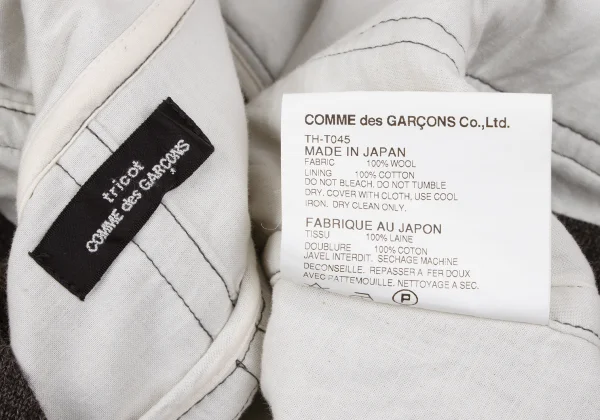 tricot
COMME des GARÇONS
COMME des GARÇONS Co.,Ltd.
TH-T045
MADE IN JAPAN
FABRIC 100% WOOL
LINING 100% COTTON
DO NOT BLEACH. DO NOT TUMBLE
DRY. COVER WITH CLOTH, USE COOL
IRON. DRY CLEAN ONLY.
FABRIQUE AU JAPON
TISSU 100% LAINE
DOUBLURE 100% COTON
JAVEL INTERDIT. SECHAGE MACHINE
DECONSEILLE. REPASSER A FER DOUX
AVEC PATTEMOUILLE. NETTOYAGE A SEC.
P